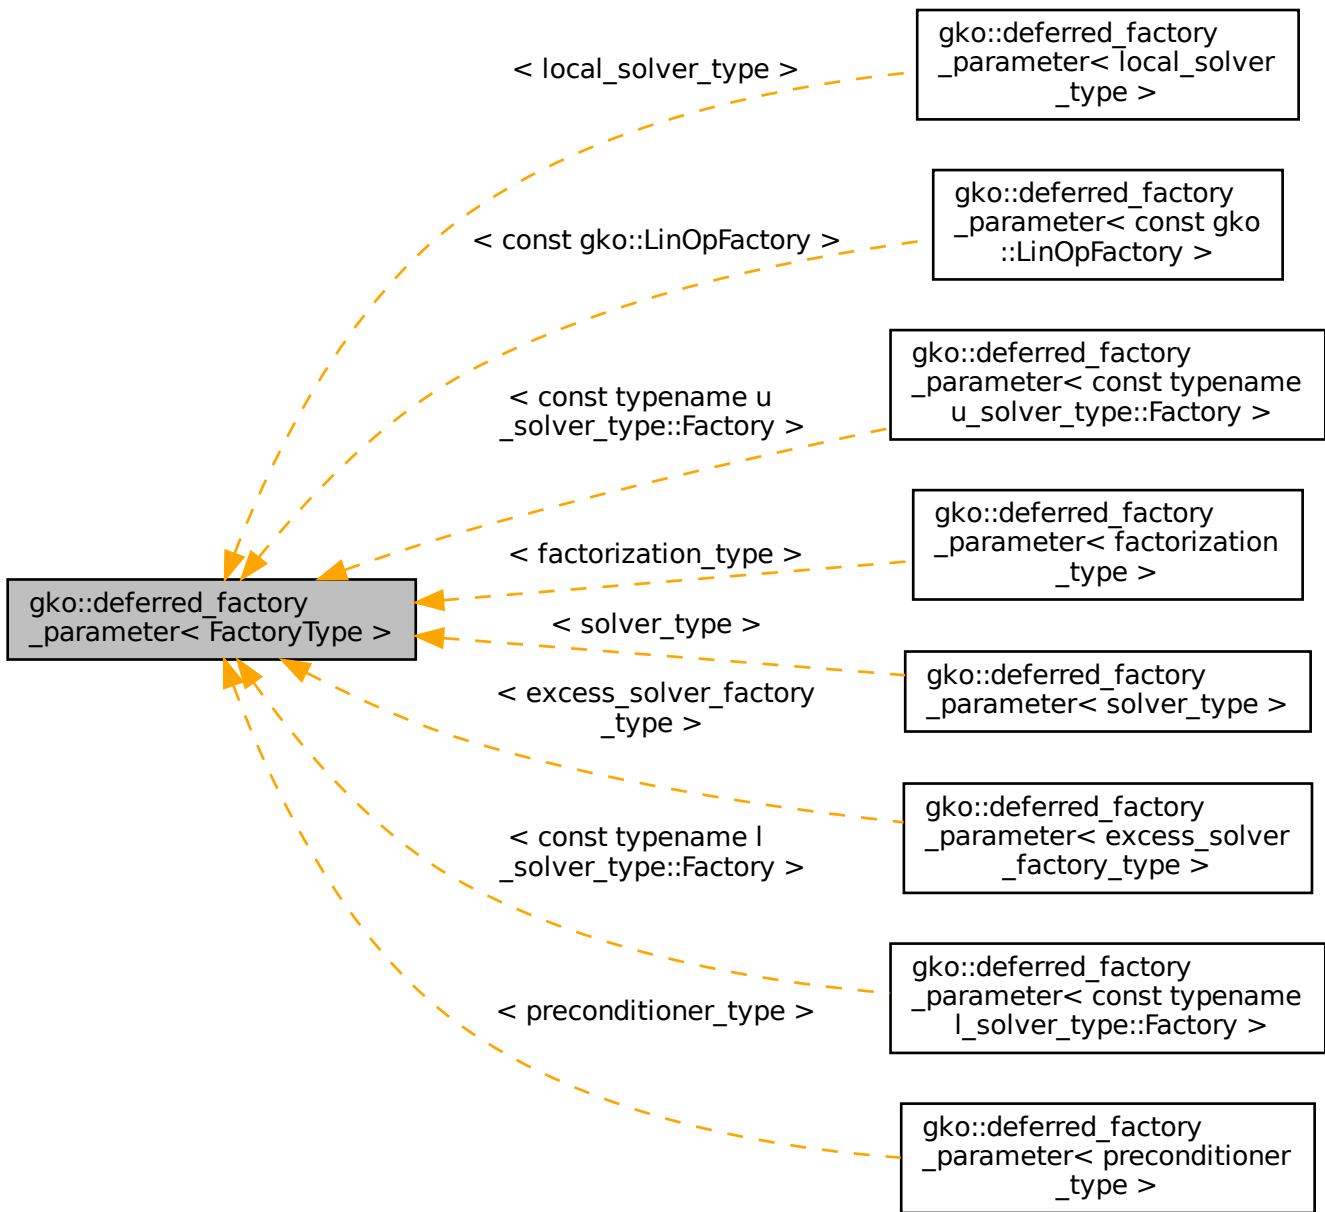 gko::deferred_factory
_parameter< local_solver
_type >
< local_solver_type >
gko::deferred_factory
_parameter< const gko
::LinOpFactory >
< const gko::LinOpFactory >
gko::deferred_factory
_parameter< const typename
u_solver_type::Factory >
< const typename u
_solver_type::Factory >
gko::deferred_factory
_parameter< factorization
_type >
< factorization_type >
gko::deferred_factory
_parameter< FactoryType >
< solver_type >
gko::deferred_factory
_parameter< solver_type >
< excess_solver_factory
_type >
gko::deferred_factory
_parameter< excess_solver
_factory_type >
< const typename l
_solver_type::Factory >
gko::deferred_factory
_parameter< const typename
l_solver_type::Factory >
< preconditioner_type >
gko::deferred_factory
_parameter< preconditioner
_type >